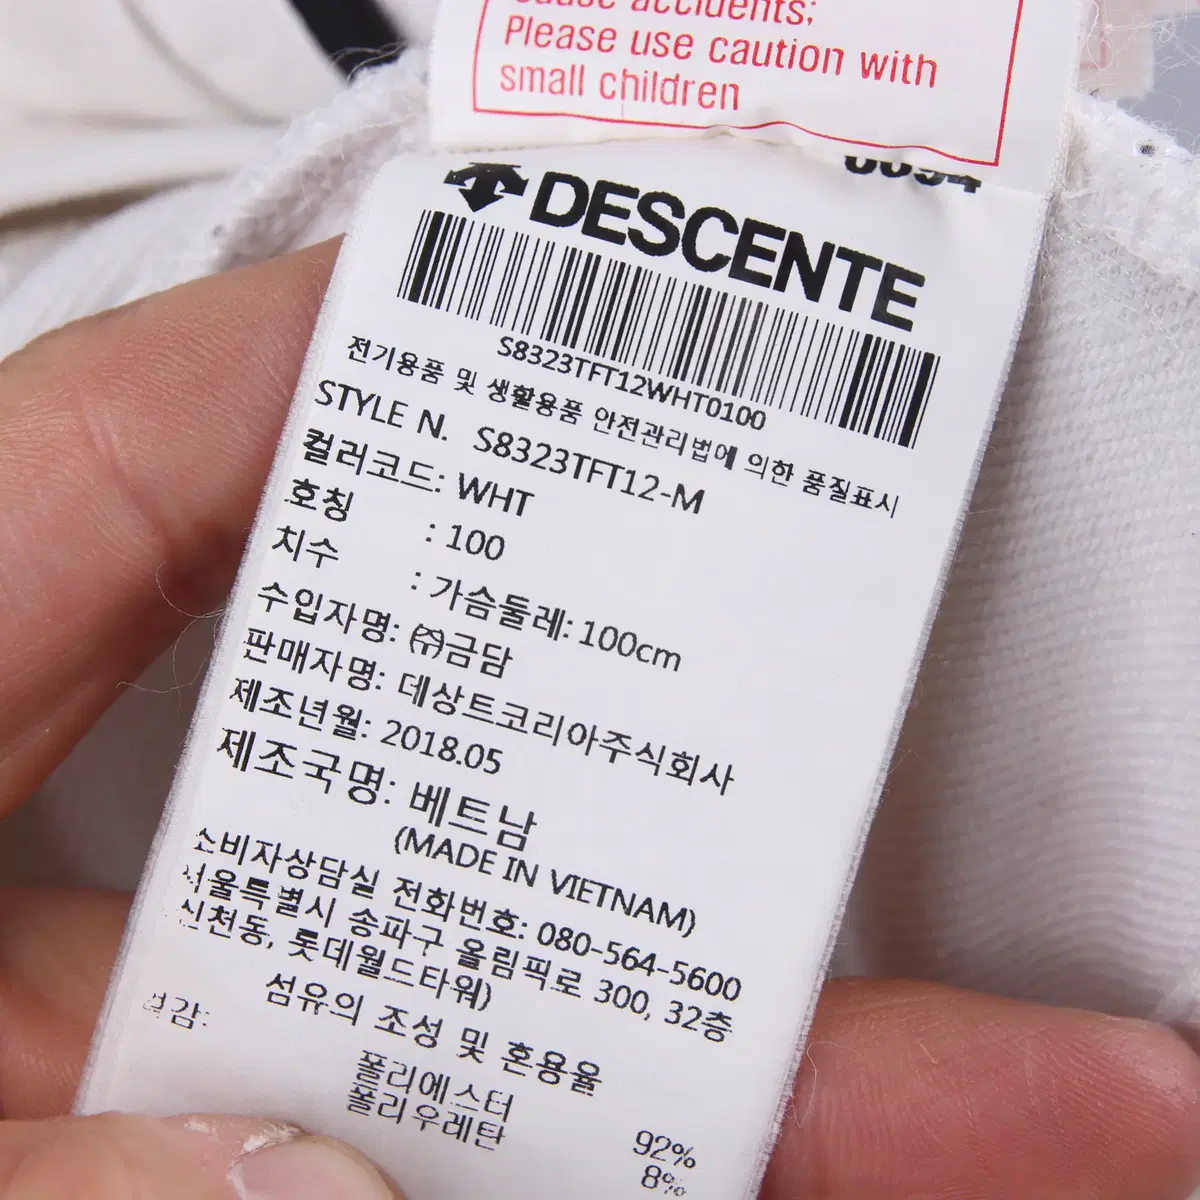 cause accidents;
Please use caution with
small children
DESCENTE
S8323TFT12WHT0100
전기용품 및 생활용품 안전관리법에 의한 품질표시
STYLE N. S8323TFT12-M
컬러코드: WHT
호칭 : 100
치수 : 가슴둘레: 100cm
수입자명: ㈜금담
판매자명: 데상트코리아주식회사
제조년월: 2018.05
제조국명: 베트남
(MADE IN VIETNAM)
소비자상담실 전화번호: 080-564-5600
서울특별시 송파구 올림픽로 300, 32층
신천동, 롯데월드타워)
섬유의 조성 및 혼용율
겉감:
폴리에스터 92%
폴리우레탄 8%